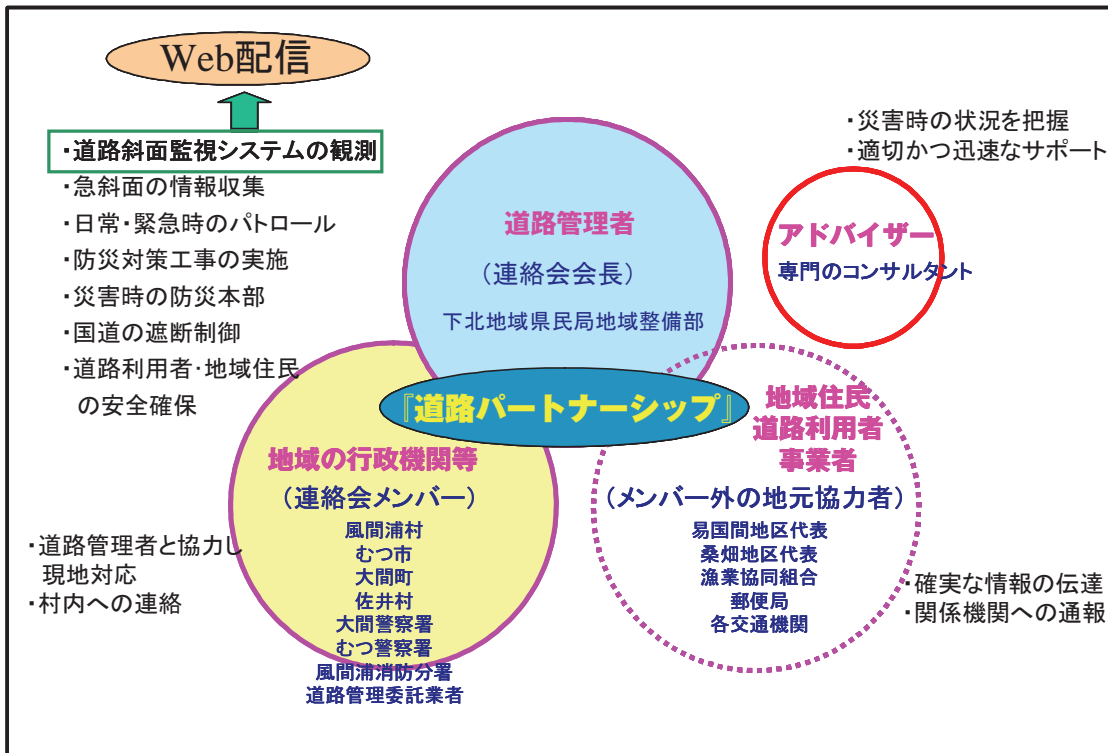 Web配信
・道路斜面監視システムの観測
・急斜面の情報収集
・日常・緊急時のパトロール
・防災対策工事の実施
・災害時の防災本部
・国道の遮断制御
・道路利用者・地域住民
の安全確保
道路管理者
（連絡会会長）
下北地域県民局地域整備部
・災害時の状況を把握
・適切かつ迅速なサポート
アドバイザー
専門のコンサルタント
『道路パートナーシップ』
地域の行政機関等
（連絡会メンバー）
風間浦村
むつ市
大間町
佐井村
大間警察署
むつ警察署
風間浦消防分署
道路管理委託業者
・道路管理者と協力し
現地対応
・村内への連絡
地域住民
道路利用者
事業者
（メンバー外の地元協力者）
易国間地区代表
桑畑地区代表
漁業協同組合
郵便局
各交通機関
・確実な情報の伝達
・関係機関への通報